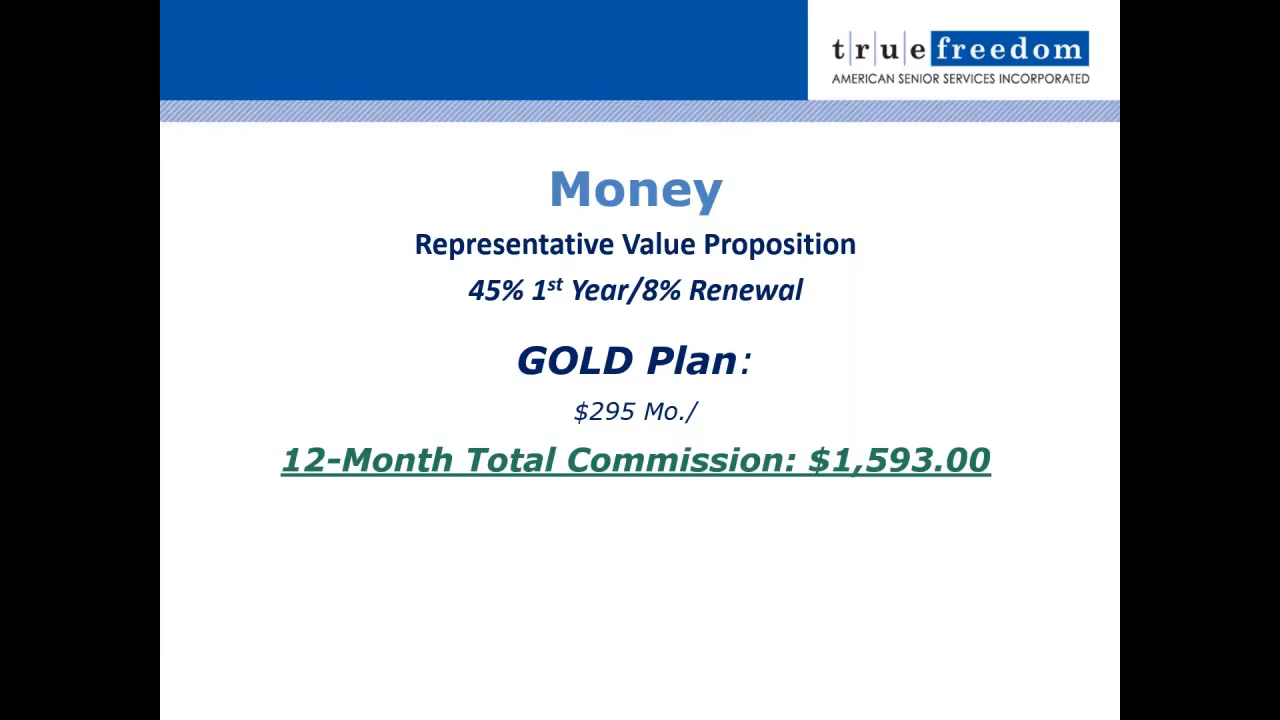 t|r|u|e freedom
AMERICAN SENIOR SERVICES INCORPORATED
Money
Representative Value Proposition
45% 1st Year/8% Renewal
GOLD Plan:
$295 Mo./
12-Month Total Commission: $1,593.00